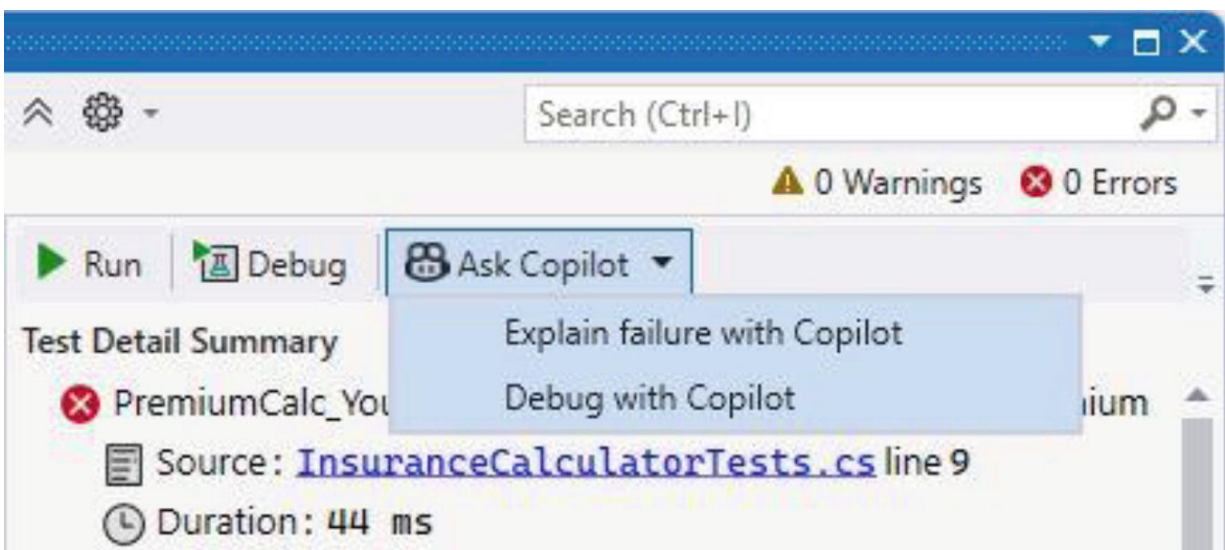 Search (Ctrl+I)
0 Warnings 0 Errors
Run Debug Ask Copilot
Explain failure with Copilot
Test Detail Summary
Debug with Copilot
PremiumCalc_You ium
Source: InsuranceCalculatorTests.cs line 9
Duration: 44 ms